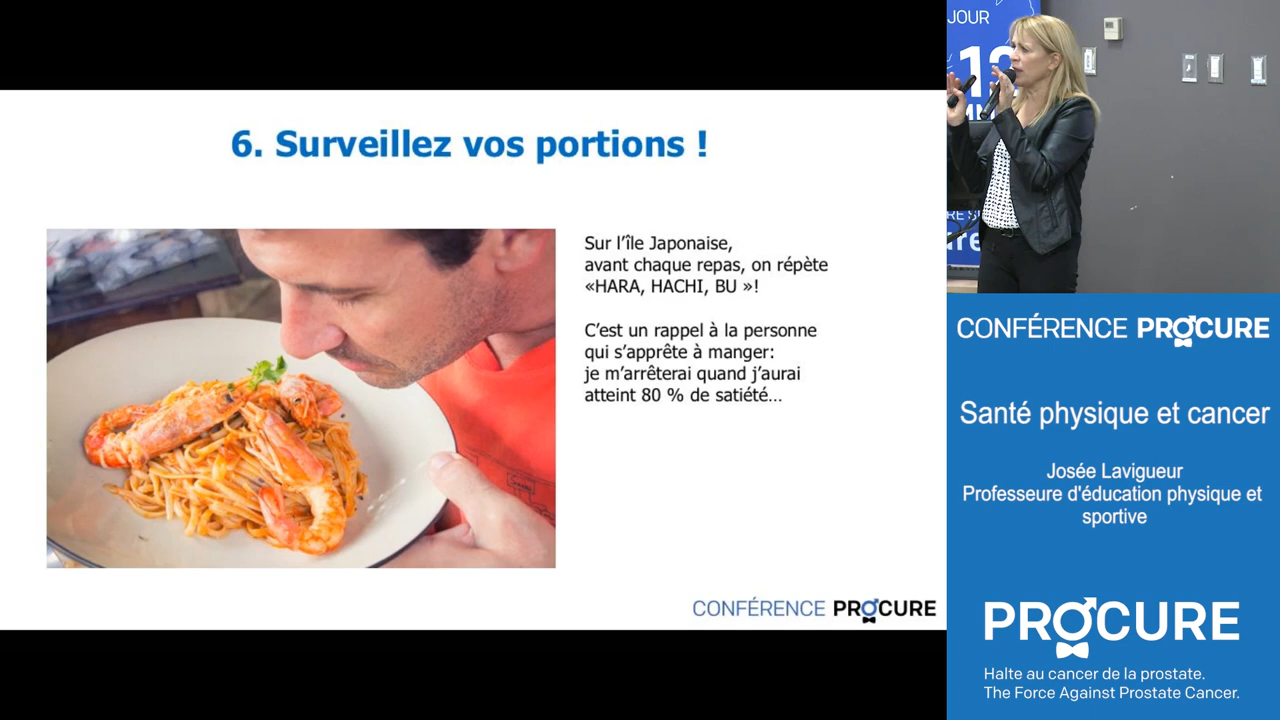 6. Surveillez vos portions !
Sur l’île Japonaise,
avant chaque repas, on répète
«HARA, HACHI, BU »!
C’est un rappel à la personne
qui s’apprête à manger:
je m’arrêterai quand j’aurai
atteint 80 % de satiété…
CONFÉRENCE PROCURE
JOUR
12
CONFÉRENCE PROCURE
Santé physique et cancer
Josée Lavigueur
Professeure d'éducation physique et
sportive
PROCURE
Halte au cancer de la prostate.
The Force Against Prostate Cancer.